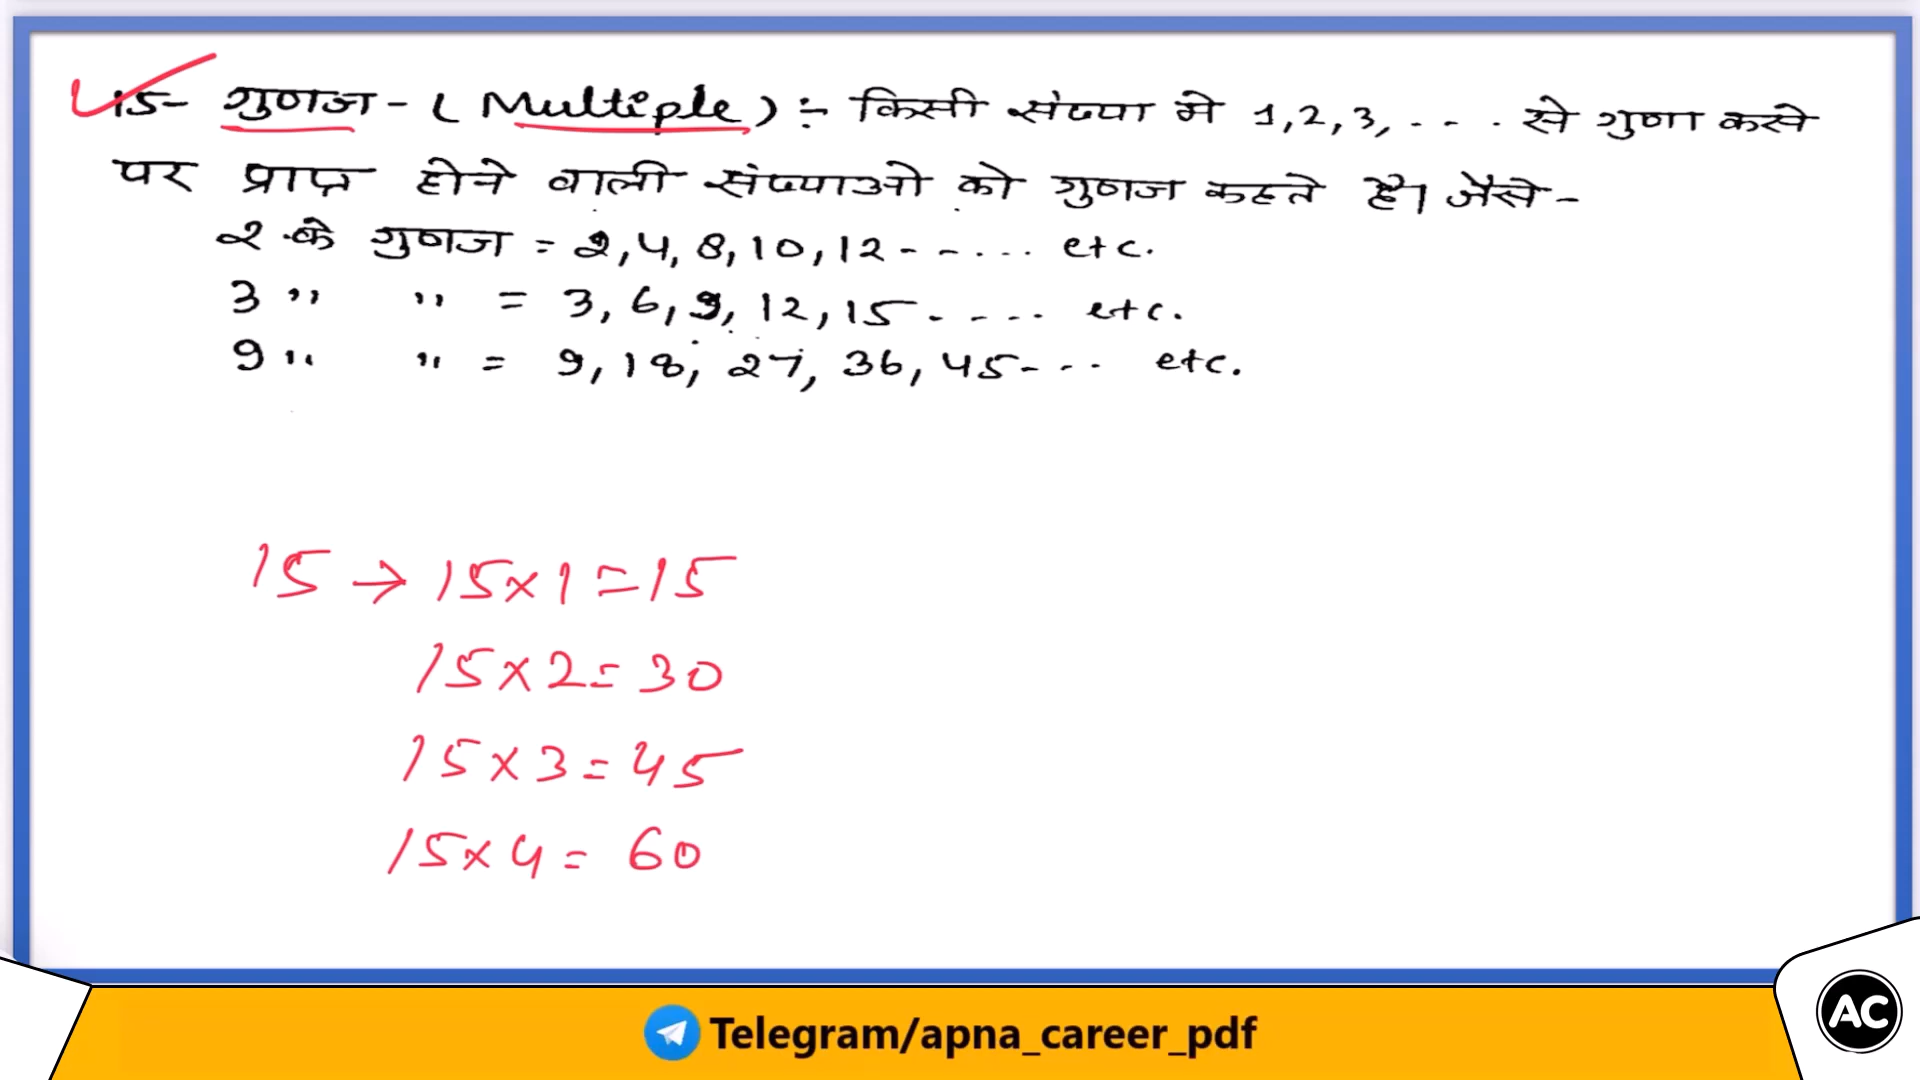 15- गुणज - ( Multiple ) :- किसी संख्या मे 1,2,3, . - - . से गुणा करने
पर प्राप्त होने वाली संख्याओ को गुणज कहते है। जैसे -
2 के गुणज = 2,4,8,10,12- - ... etc.
3 " " = 3, 6, 9, 12, 15 - - - .. etc.
9 " " = 9, 18, 27, 36, 45- - .. etc.
15 → 15×1=15
15×2=30
15×3=45
15×4= 60
Telegram/apna_career_pdf
AC